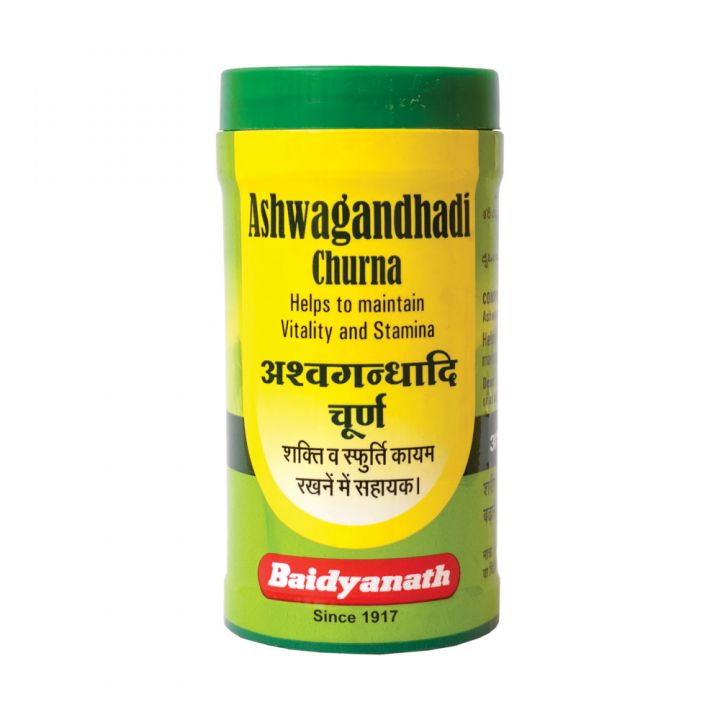 Ashwagandhadi
Churna
Helps to maintain
Vitality and Stamina
अश्वगन्धादि
चूर्ण
शक्ति व स्फुर्ति कायम
रखनें में सहायक।
Baidyanath
Since 1917